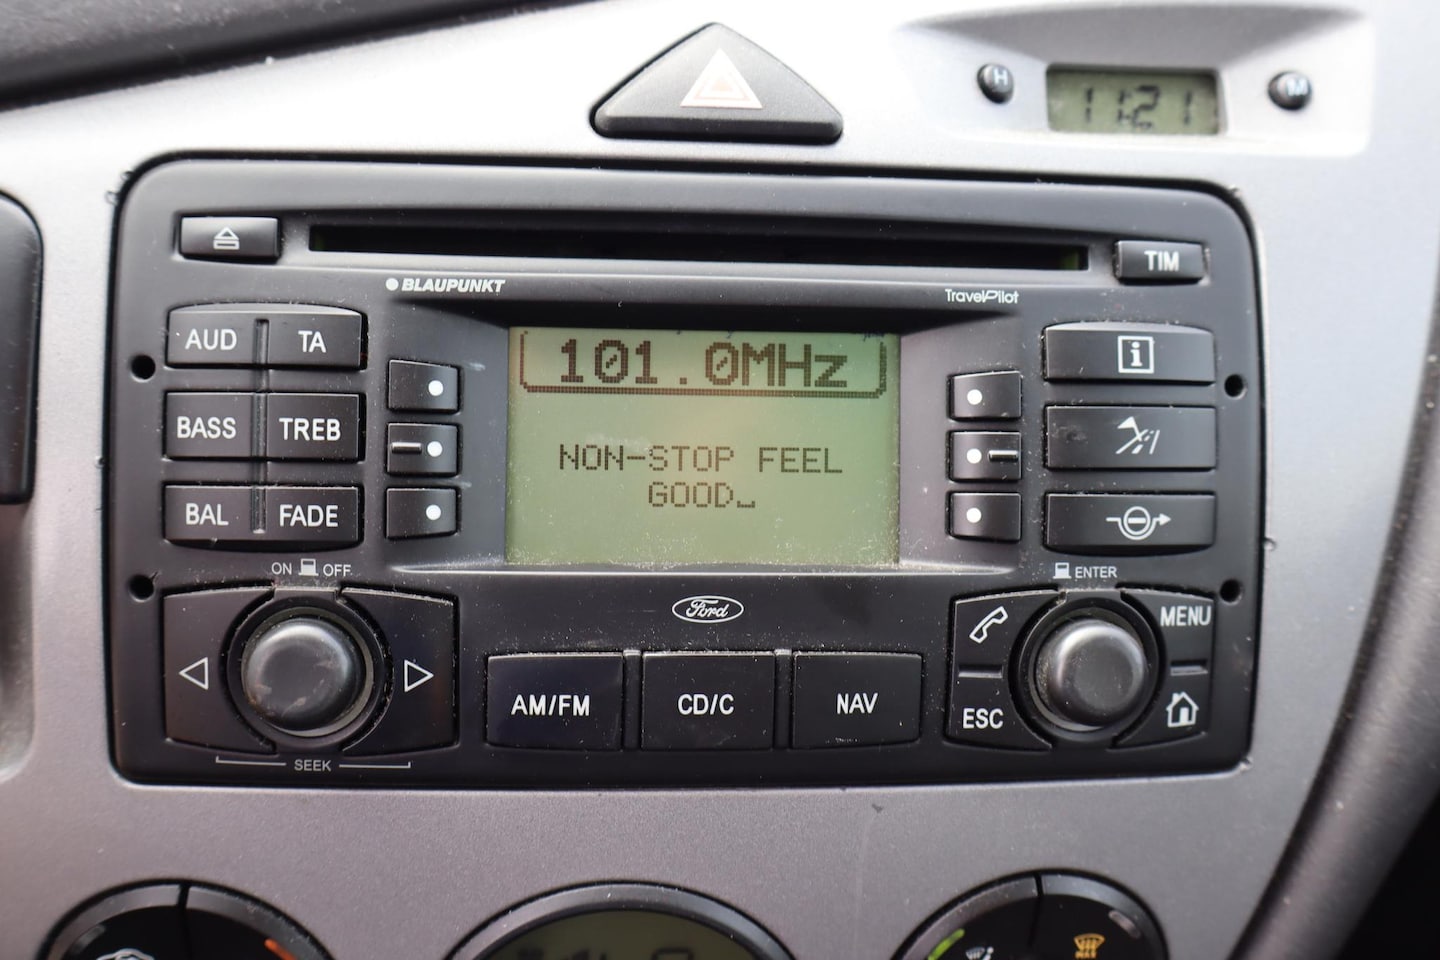 H
11:21
M
BLAUPUNKT
TravelPilot
TIM
AUD
TA
BASS
TREB
BAL
FADE
101.0MHz
NON-STOP FEEL
GOOD
i
ON OFF
ENTER
Ford
MENU
ESC
AM/FM
CD/C
NAV
SEEK
MAX